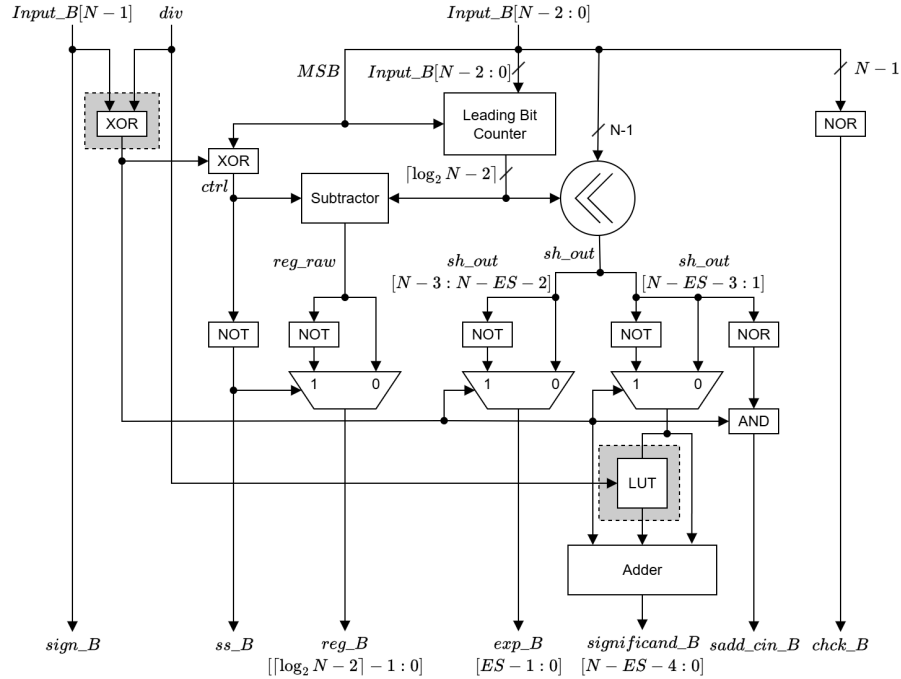 Input_B[N − 1]
div
Input_B[N − 2 : 0]
MSB
Input_B[N − 2 : 0]
N − 1
XOR
Leading Bit
Counter
NOR
N-1
XOR
⌈log₂ N − 2⌉
ctrl
Subtractor
reg_raw
sh_out
[N − 3 : N − ES − 2]
sh_out
sh_out
[N − ES − 3 : 1]
NOT
NOT
NOT
NOT
NOR
1
0
1
0
1
0
AND
LUT
Adder
sign_B
ss_B
reg_B
[⌈log₂ N − 2⌉ − 1 : 0]
exp_B
[ES − 1 : 0]
significand_B
[N − ES − 4 : 0]
sadd_cin_B
chck_B